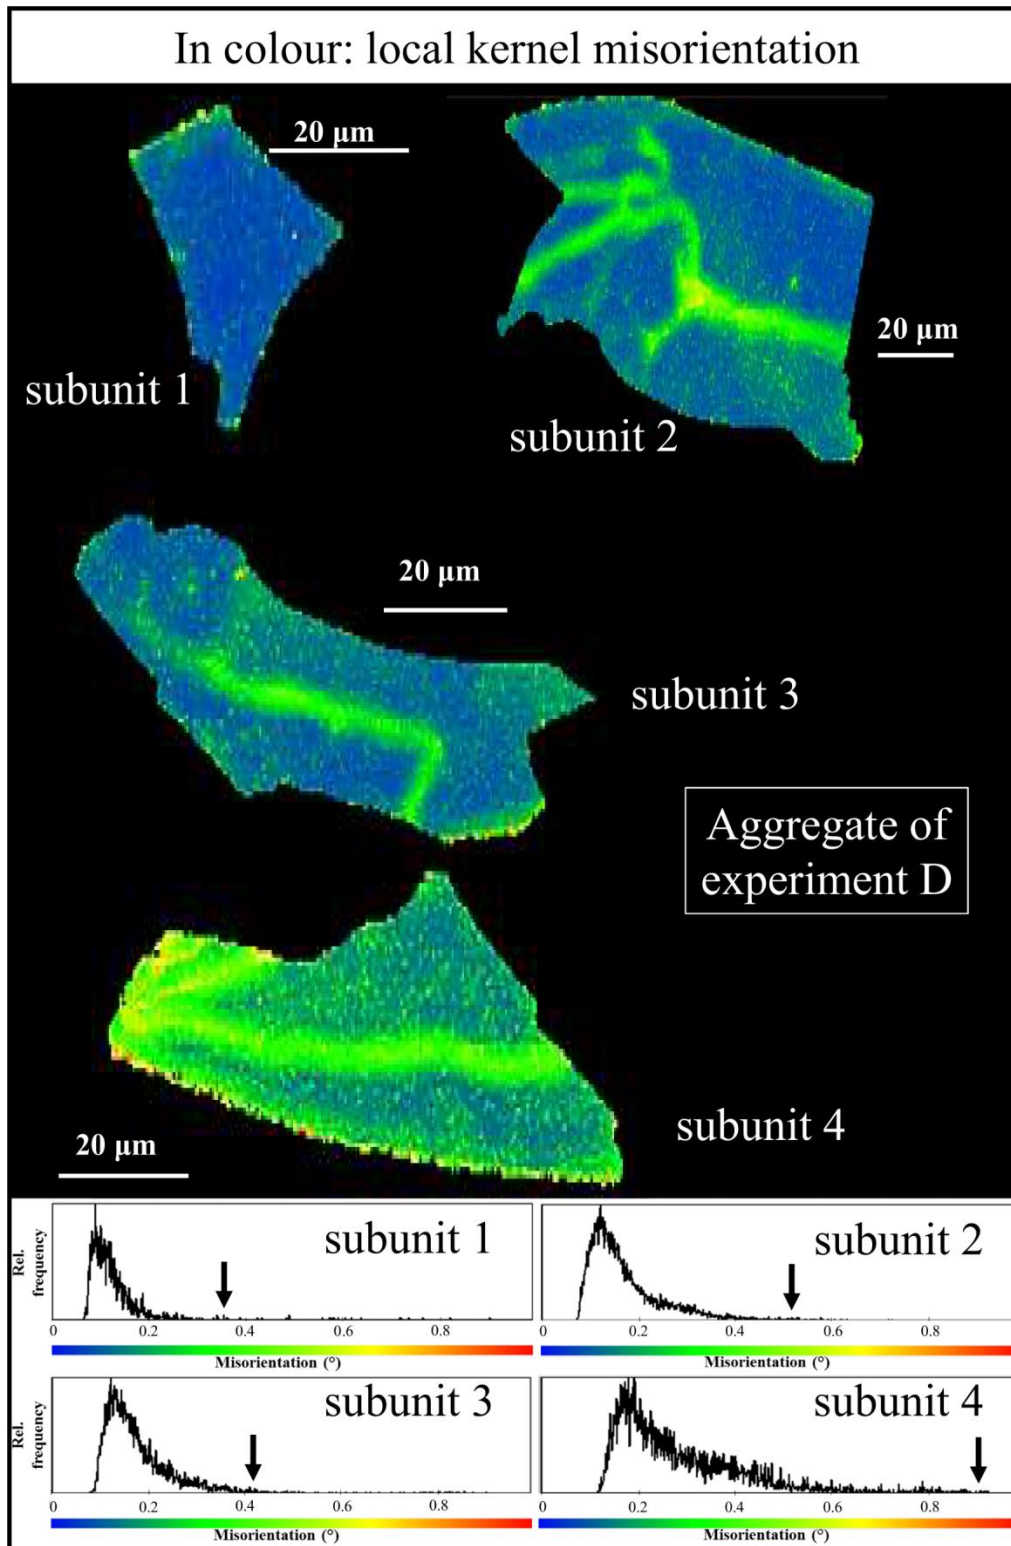 In colour: local kernel misorientation
20 µm
20 µm
subunit 1
subunit 2
20 µm
subunit 3
Aggregate of
experiment D
subunit 4
20 µm
Rel.
frequency
subunit 1
0 0.2 0.4 0.6 0.8
Misorientation (°)
subunit 2
0 0.2 0.4 0.6 0.8
Misorientation (°)
Rel.
frequency
subunit 3
0 0.2 0.4 0.6 0.8
Misorientation (°)
subunit 4
0 0.2 0.4 0.6 0.8
Misorientation (°)